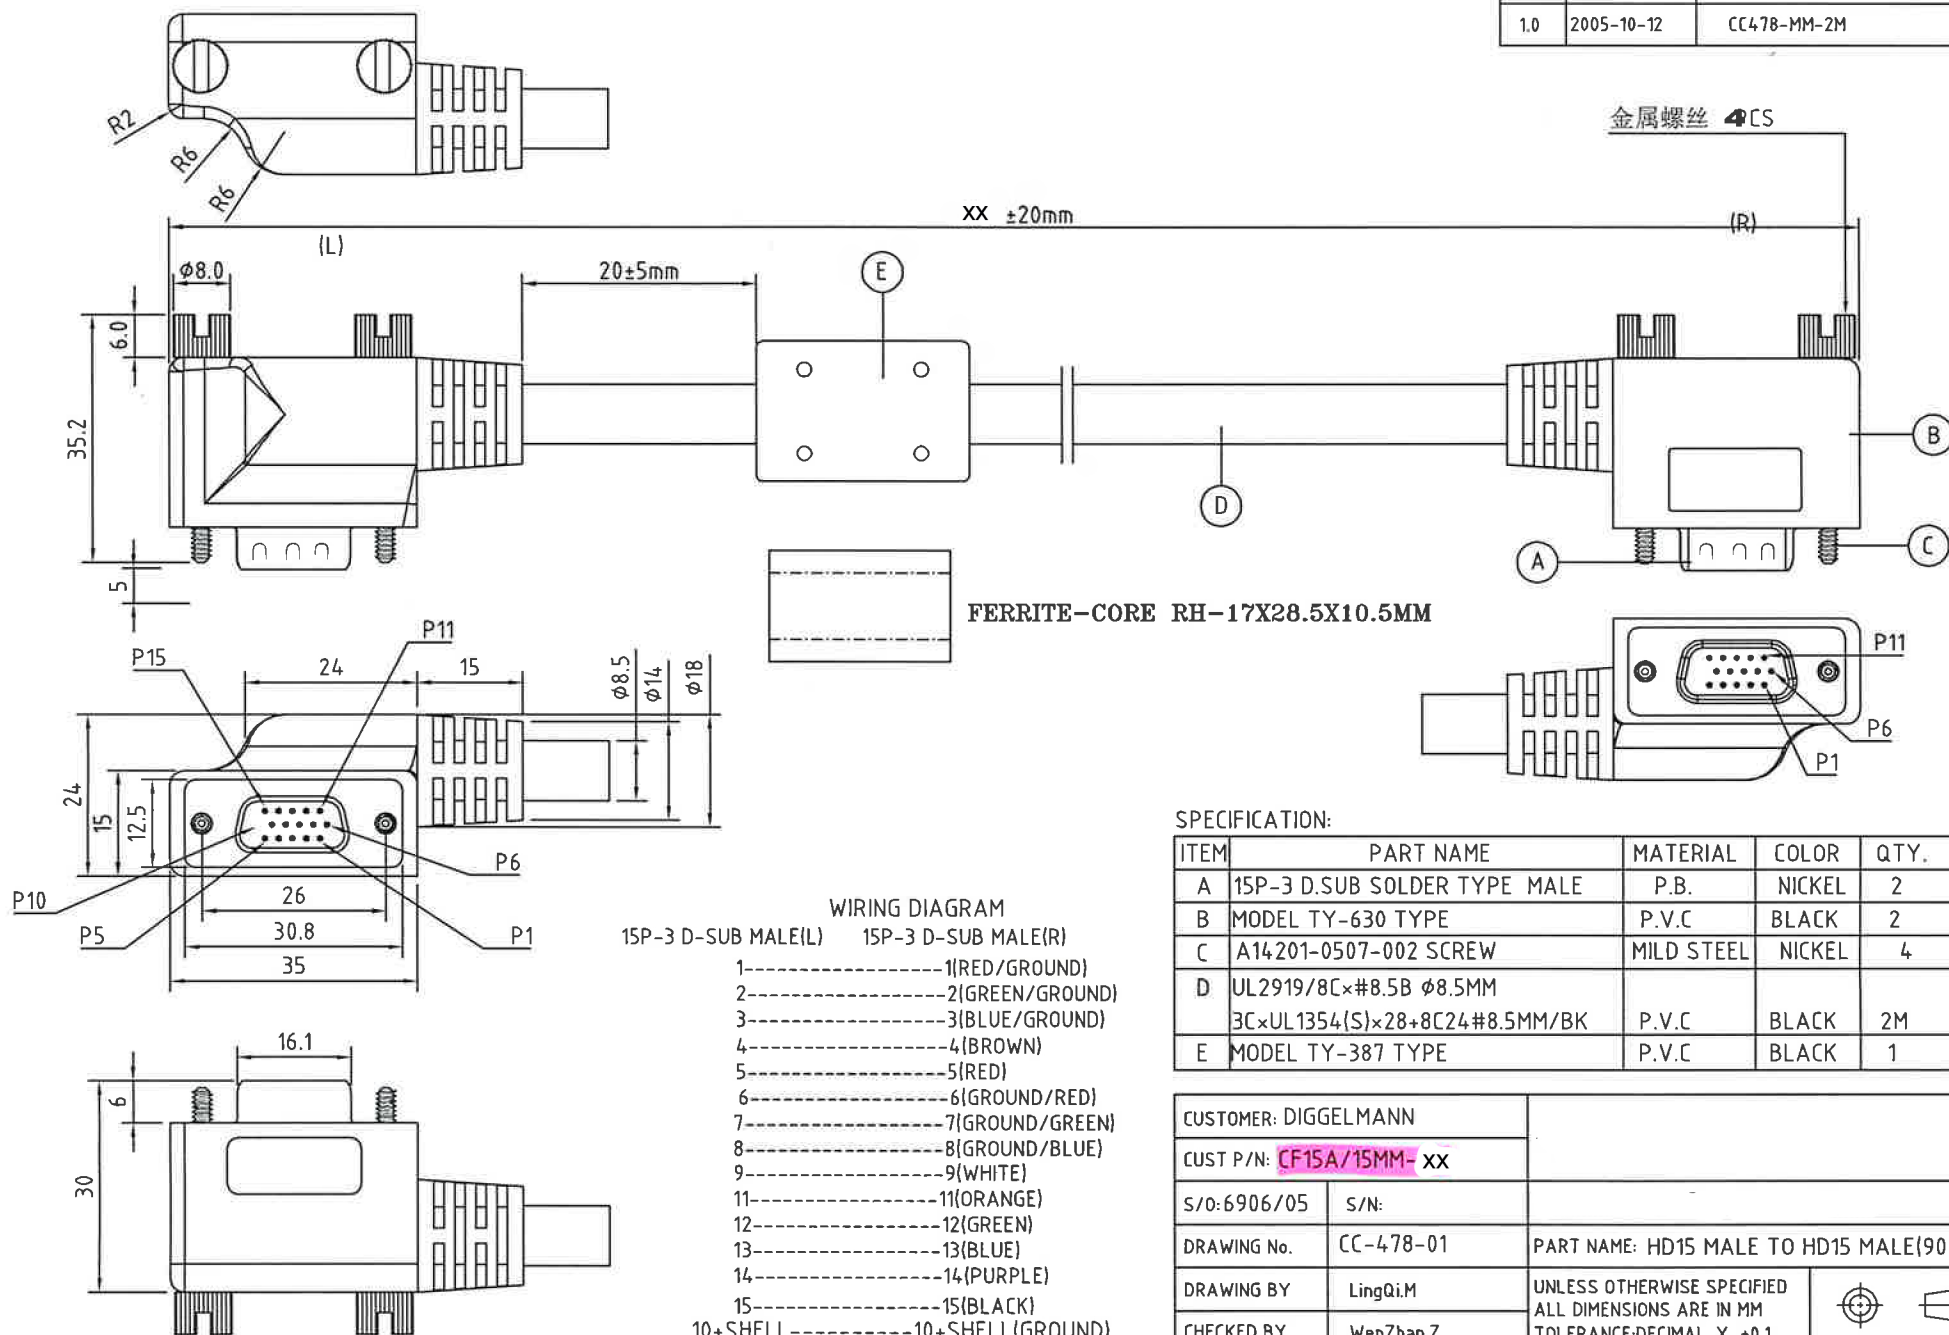 1.0 2005-10-12 CC478-MM-2M
金属螺丝 4PCS
R2
R6
R6
XX ±20mm
(L)
(R)
Ø8.0
20±5mm
E
6.0
35.2
5
B
D
A
C
FERRITE-CORE RH-17X28.5X10.5MM
P11
P15
24
15
Ø8.5
Ø14
Ø18
P11
P6
P1
24
15
12.5
P6
P10
26
P5
30.8
P1
35
16.1
6
30
WIRING DIAGRAM
15P-3 D-SUB MALE(L) 15P-3 D-SUB MALE(R)
1------------------1(RED/GROUND)
2------------------2(GREEN/GROUND)
3------------------3(BLUE/GROUND)
4------------------4(BROWN)
5------------------5(RED)
6------------------6(GROUND/RED)
7------------------7(GROUND/GREEN)
8------------------8(GROUND/BLUE)
9------------------9(WHITE)
11-----------------11(ORANGE)
12-----------------12(GREEN)
13-----------------13(BLUE)
14-----------------14(PURPLE)
15-----------------15(BLACK)
10+SHELL-----------10+SHELL(GROUND)
SPECIFICATION:
ITEM PART NAME MATERIAL COLOR QTY.
A 15P-3 D.SUB SOLDER TYPE MALE P.B. NICKEL 2
B MODEL TY-630 TYPE P.V.C BLACK 2
C A14201-0507-002 SCREW MILD STEEL NICKEL 4
D UL2919/8C×#8.5B Ø8.5MM
3C×UL1354(S)×28+8C24#8.5MM/BK P.V.C BLACK 2M
E MODEL TY-387 TYPE P.V.C BLACK 1
CUSTOMER: DIGGELMANN
CUST P/N: CF15A/15MM- XX
S/O:6906/05 S/N:
DRAWING No. CC-478-01 PART NAME: HD15 MALE TO HD15 MALE(90
DRAWING BY LingQi.M
UNLESS OTHERWISE SPECIFIED
ALL DIMENSIONS ARE IN MM
TOLERANCE:DECIMAL .X ±0.1
CHECKED BY